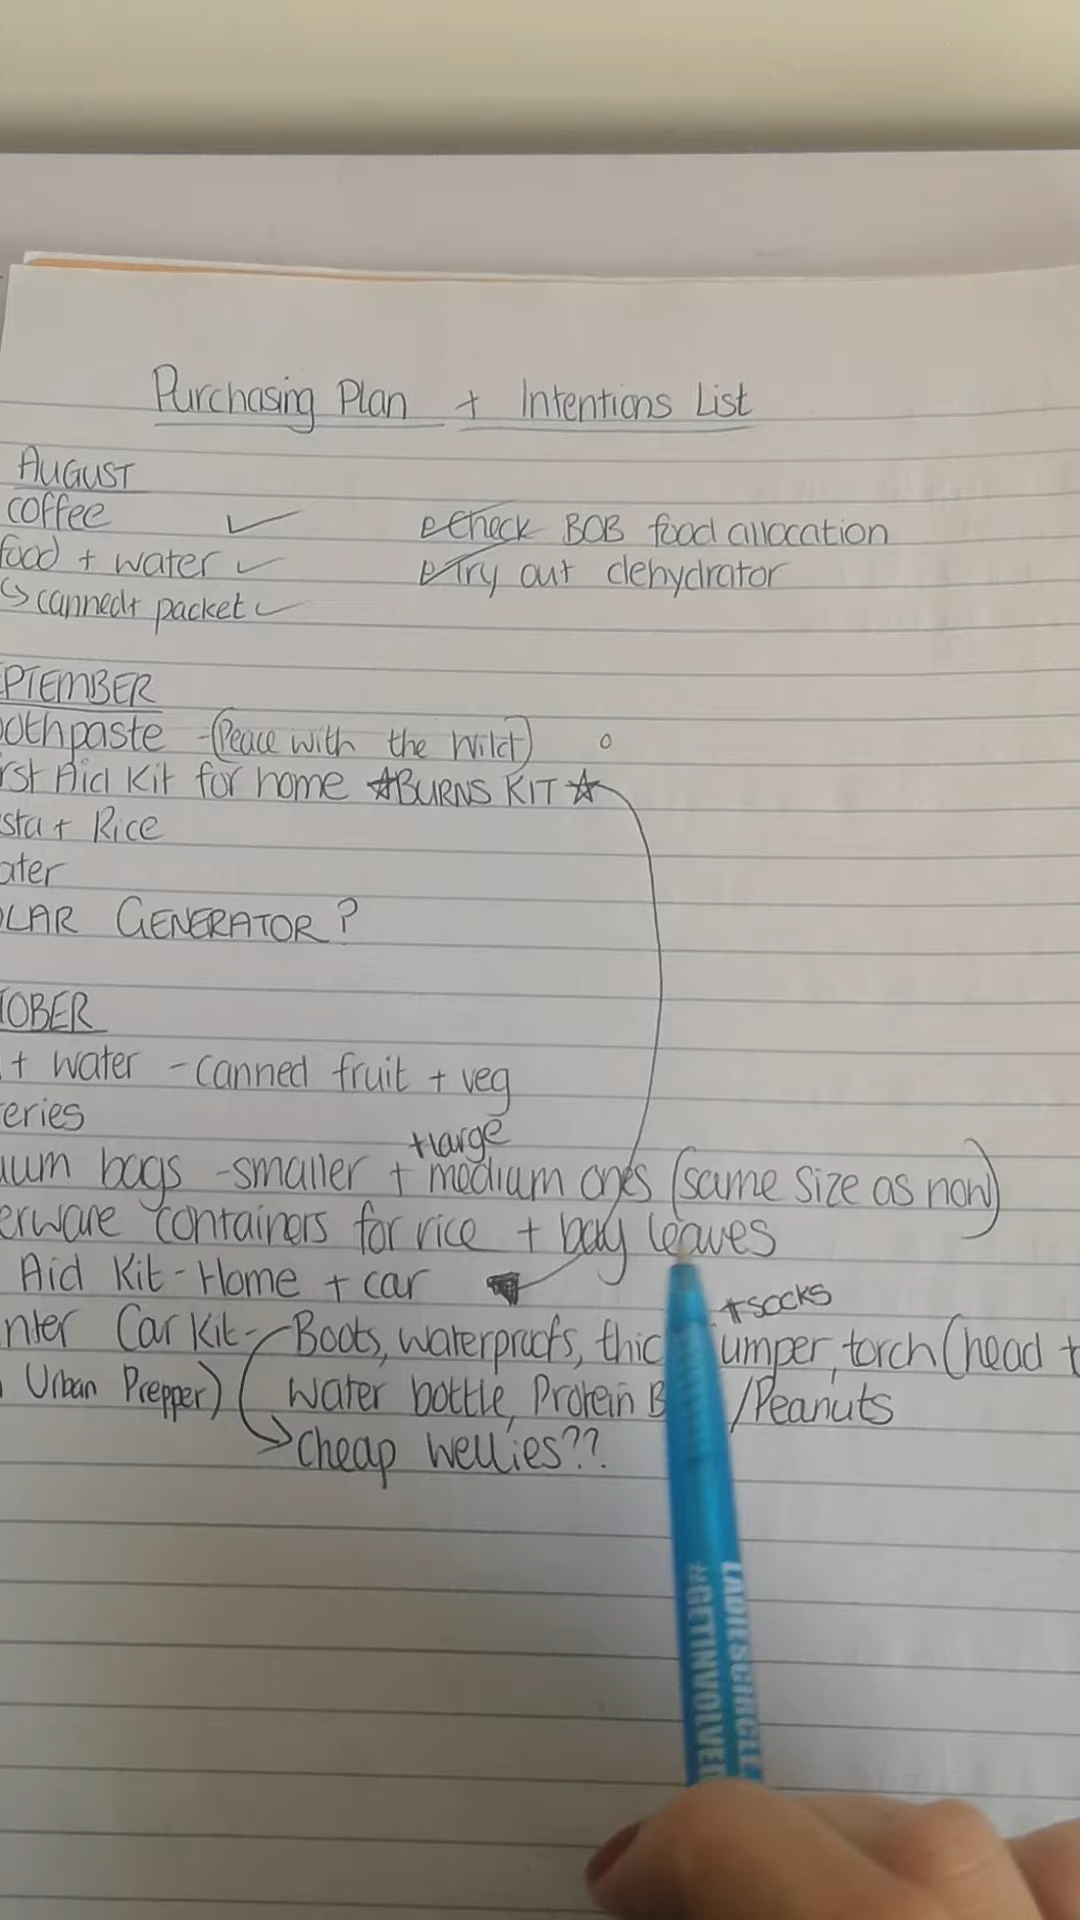 Purchasing Plan + Intentions List
AUGUST
coffee ✓
food + water ✓
↳ canned + packet ✓
Check BOB food allocation
Try out dehydrator
PTEMBER
othpaste - (Peace with the Wild)
rst Aid Kit for home ☆BURNS KIT☆
sta + Rice
ater
LAR GENERATOR?
TOBER
+ water - canned fruit + veg
eries
+large
uum bags - smaller + medium ones (same size as now)
erware containers for rice + bay leaves
Aid Kit - Home + car
+ socks
nter Car Kit - Boots, waterproofs, thic umper, torch (head t
Urban Prepper) water bottle, Protein B /Peanuts
→ cheap wellies??
LADIESCIRCLE
#GETINVOLVED